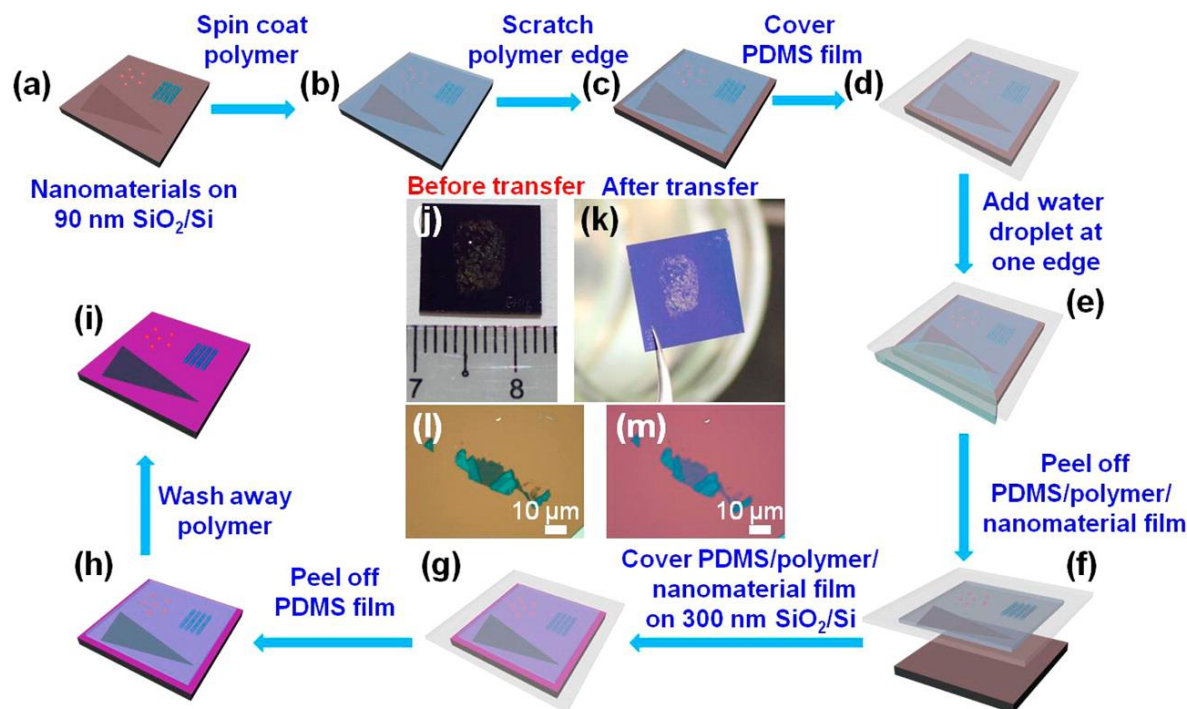 Spin coat
polymer
Scratch
polymer edge
Cover
PDMS film
(a)
(b)
(c)
(d)
Nanomaterials on
90 nm SiO₂/Si
Before transfer
After transfer
(j)
(k)
7
8
Add water
droplet at
one edge
(e)
(i)
(l)
10 µm
(m)
10 µm
Peel off
PDMS/polymer/
nanomaterial film
Wash away
polymer
(h)
Peel off
PDMS film
(g)
Cover PDMS/polymer/
nanomaterial film
on 300 nm SiO₂/Si
(f)